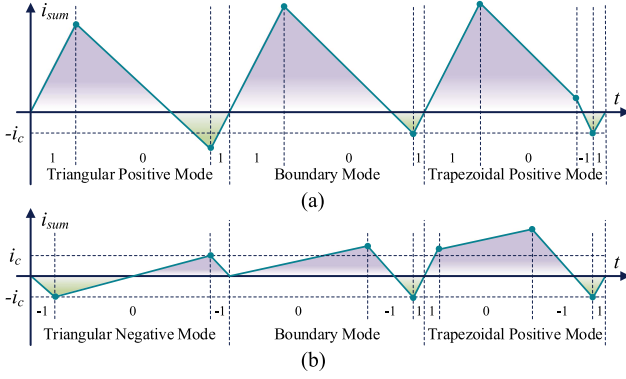 i_sum
t
-i_c
1 0 1 1 0 1 1 0 -1 1
Triangular Positive Mode Boundary Mode Trapezoidal Positive Mode
(a)
i_sum
t
i_c
-i_c
-1 0 -1 0 -1 1 1 0 -1 1
Triangular Negative Mode Boundary Mode Trapezoidal Positive Mode
(b)